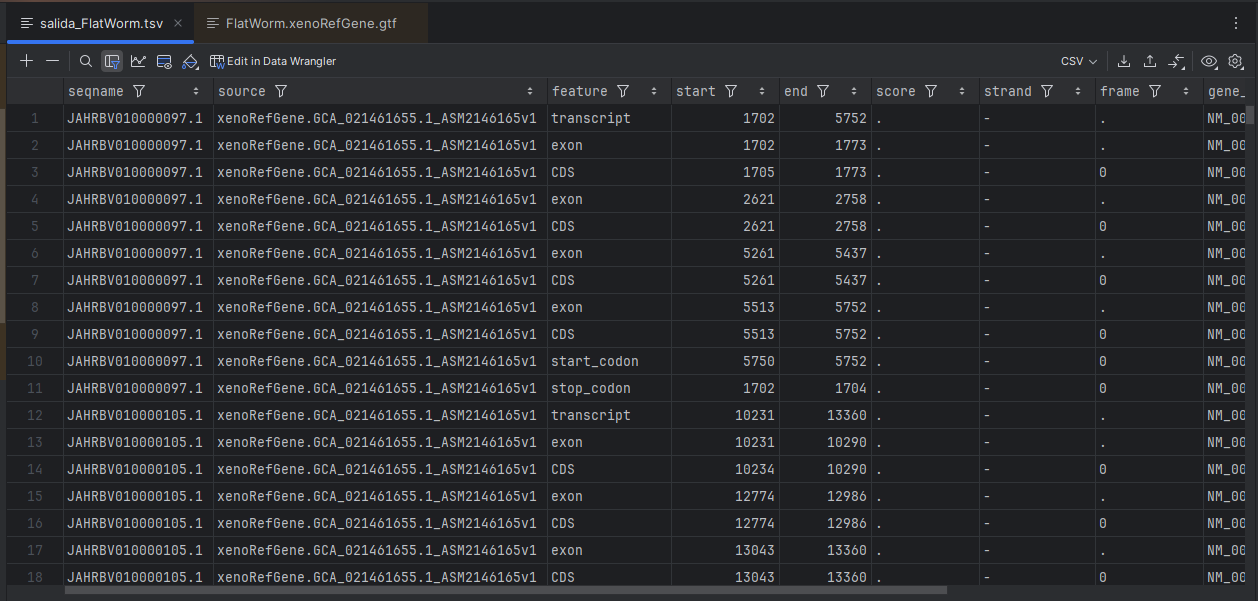 salida_FlatWorm.tsv FlatWorm.xenoRefGene.gtf
Edit in Data Wrangler CSV
seqname source feature start end score strand frame gene_
1 JAHRBV010000097.1 xenoRefGene.GCA_021461655.1_ASM2146165v1 transcript 1702 5752 . - . NM_00
2 JAHRBV010000097.1 xenoRefGene.GCA_021461655.1_ASM2146165v1 exon 1702 1773 . - . NM_00
3 JAHRBV010000097.1 xenoRefGene.GCA_021461655.1_ASM2146165v1 CDS 1705 1773 . - 0 NM_00
4 JAHRBV010000097.1 xenoRefGene.GCA_021461655.1_ASM2146165v1 exon 2621 2758 . - . NM_00
5 JAHRBV010000097.1 xenoRefGene.GCA_021461655.1_ASM2146165v1 CDS 2621 2758 . - 0 NM_00
6 JAHRBV010000097.1 xenoRefGene.GCA_021461655.1_ASM2146165v1 exon 5261 5437 . - . NM_00
7 JAHRBV010000097.1 xenoRefGene.GCA_021461655.1_ASM2146165v1 CDS 5261 5437 . - 0 NM_00
8 JAHRBV010000097.1 xenoRefGene.GCA_021461655.1_ASM2146165v1 exon 5513 5752 . - . NM_00
9 JAHRBV010000097.1 xenoRefGene.GCA_021461655.1_ASM2146165v1 CDS 5513 5752 . - 0 NM_00
10 JAHRBV010000097.1 xenoRefGene.GCA_021461655.1_ASM2146165v1 start_codon 5750 5752 . - 0 NM_00
11 JAHRBV010000097.1 xenoRefGene.GCA_021461655.1_ASM2146165v1 stop_codon 1702 1704 . - 0 NM_00
12 JAHRBV010000105.1 xenoRefGene.GCA_021461655.1_ASM2146165v1 transcript 10231 13360 . - . NM_00
13 JAHRBV010000105.1 xenoRefGene.GCA_021461655.1_ASM2146165v1 exon 10231 10290 . - . NM_00
14 JAHRBV010000105.1 xenoRefGene.GCA_021461655.1_ASM2146165v1 CDS 10234 10290 . - 0 NM_00
15 JAHRBV010000105.1 xenoRefGene.GCA_021461655.1_ASM2146165v1 exon 12774 12986 . - . NM_00
16 JAHRBV010000105.1 xenoRefGene.GCA_021461655.1_ASM2146165v1 CDS 12774 12986 . - 0 NM_00
17 JAHRBV010000105.1 xenoRefGene.GCA_021461655.1_ASM2146165v1 exon 13043 13360 . - . NM_00
18 JAHRBV010000105.1 xenoRefGene.GCA_021461655.1_ASM2146165v1 CDS 13043 13360 . - 0 NM_00